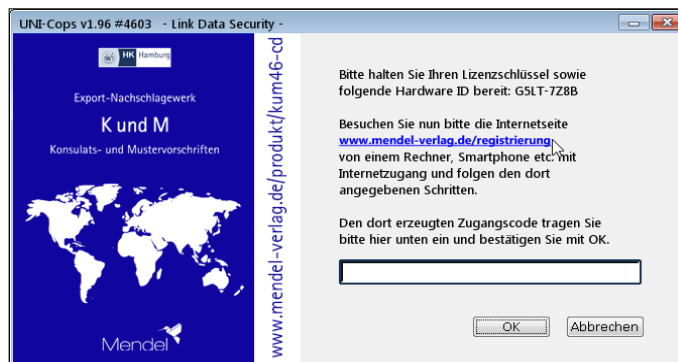 UNI-Cops v1.96 #4603 - Link Data Security -
HK Hamburg
Export-Nachschlagewerk
K und M
Konsulats- und Mustervorschriften
Mendel
www.mendel-verlag.de/produkt/kum46-cd
Bitte halten Sie Ihren Lizenzschlüssel sowie
folgende Hardware ID bereit: G5LT-7Z8B
Besuchen Sie nun bitte die Internetseite
www.mendel-verlag.de/registrierung
von einem Rechner, Smartphone etc. mit
Internetzugang und folgen den dort
angegebenen Schritten.
Den dort erzeugten Zugangscode tragen Sie
bitte hier unten ein und bestätigen Sie mit OK.
OK
Abbrechen